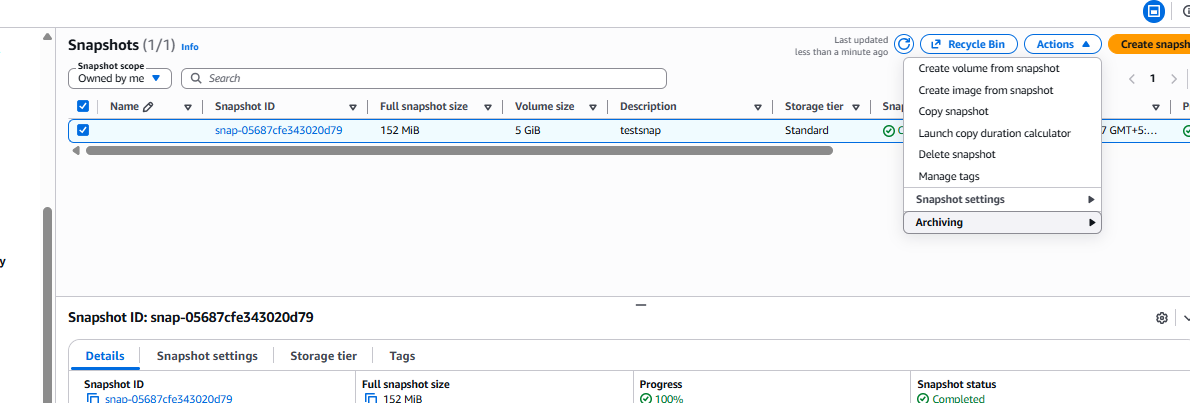 Snapshots (1/1) Info
Last updated
less than a minute ago
Recycle Bin
Actions
Create snapsh
Snapshot scope
Owned by me
Search
1
Name
Snapshot ID
Full snapshot size
Volume size
Description
Storage tier
Snap
P
snap-05687cfe343020d79
152 MiB
5 GiB
testsnap
Standard
C
7 GMT+5:...
Create volume from snapshot
Create image from snapshot
Copy snapshot
Launch copy duration calculator
Delete snapshot
Manage tags
Snapshot settings
Archiving
y
Snapshot ID: snap-05687cfe343020d79
Details
Snapshot settings
Storage tier
Tags
Snapshot ID
Full snapshot size
Progress
Snapshot status
snap-05687cfe343020d79
152 MiB
100%
Completed